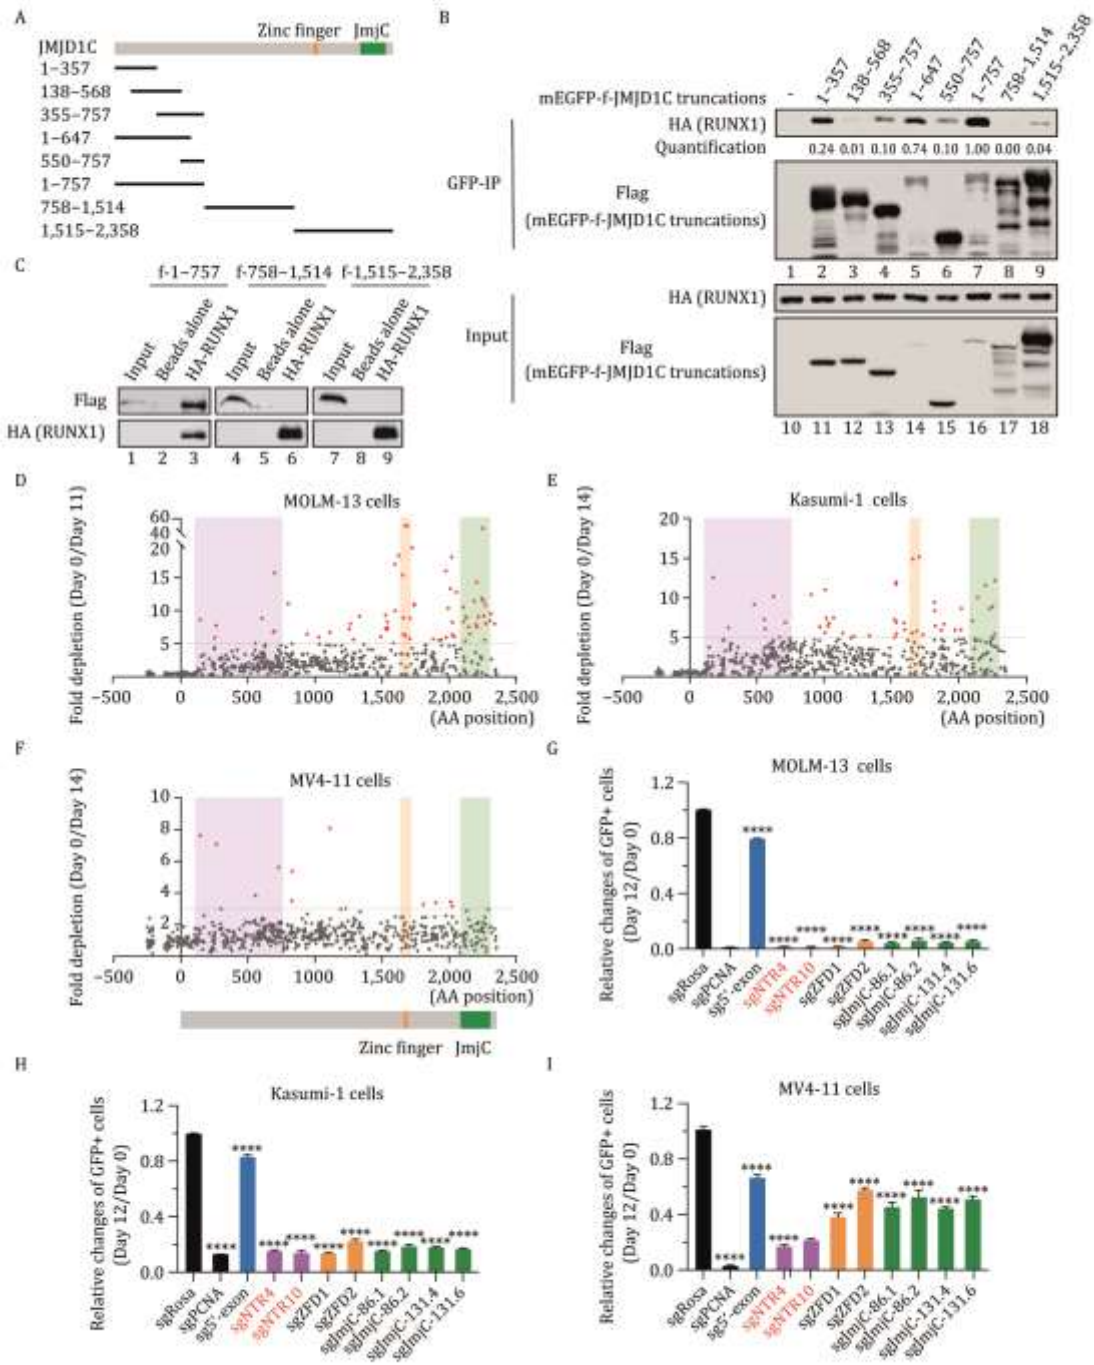 A
Zinc finger JmjC
JMJD1C
1−357
138−568
355−757
1−647
550−757
1−757
758−1,514
1,515−2,358
B
mEGFP-f-JMJD1C truncations - 1−357 138−568 355−757 1−647 550−757 1−757 758−1,514 1,515−2,358
HA (RUNX1)
Quantification 0.24 0.01 0.10 0.74 0.10 1.00 0.00 0.04
GFP-IP
Flag
(mEGFP-f-JMJD1C truncations)
1 2 3 4 5 6 7 8 9
HA (RUNX1)
Input
Flag
(mEGFP-f-JMJD1C truncations)
10 11 12 13 14 15 16 17 18
C
f-1−757 f-758−1,514 f-1,515−2,358
Input Beads alone HA-RUNX1 Input Beads alone HA-RUNX1 Input Beads alone HA-RUNX1
Flag
HA (RUNX1)
1 2 3 4 5 6 7 8 9
D
MOLM-13 cells
Fold depletion (Day 0/Day 11)
60
40
20
15
10
5
−500 0 500 1000 1,500 2,000 2,500
(AA position)
E
Kasumi-1 cells
Fold depletion (Day 0/Day 14)
20
15
10
5
−500 0 500 1000 1,500 2,000 2,500
(AA position)
F
MV4-11 cells
Fold depletion (Day 0/Day 14)
10
8
6
4
2
−500 0 500 1000 1,500 2,000 2,500
(AA position)
Zinc finger JmjC
G
MOLM-13 cells
Relative changes of GFP+ cells
(Day 12/Day 0)
1.2
0.8
0.4
0.0
**** **** **** **** **** **** **** **** ****
sgRosa sgPCNA sg5′-exon sgNTR4 sgNTR10 sgZFD1 sgZFD2 sgJmjC-86.1 sgJmjC-86.2 sgJmjC-131.4 sgJmjC-131.6
H
Kasumi-1 cells
Relative changes of GFP+ cells
(Day 12/Day 0)
1.2
0.8
0.4
0.0
**** **** **** **** **** **** **** **** **** ****
sgRosa sgPCNA sg5′-exon sgNTR4 sgNTR10 sgZFD1 sgZFD2 sgJmjC-86.1 sgJmjC-86.2 sgJmjC-131.4 sgJmjC-131.6
I
MV4-11 cells
Relative changes of GFP+ cells
(Day 12/Day 0)
1.2
0.8
0.4
0.0
**** **** **** **** **** **** **** **** ****
sgRosa sgPCNA sg5′-exon sgNTR4 sgNTR10 sgZFD1 sgZFD2 sgJmjC-86.1 sgJmjC-86.2 sgJmjC-131.4 sgJmjC-131.6